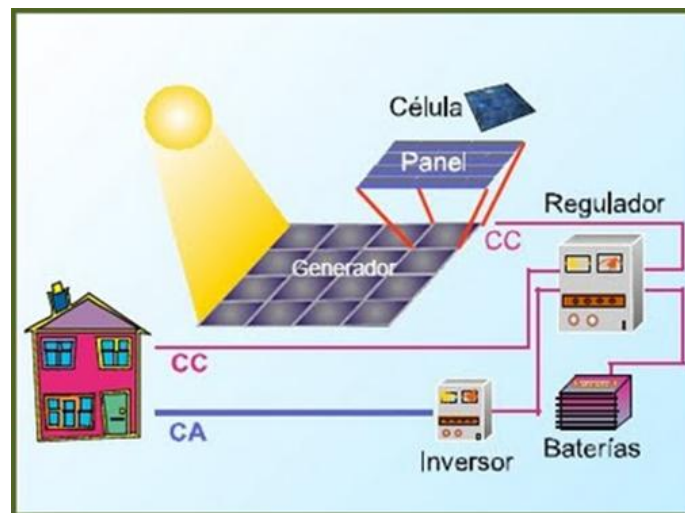 Célula
Panel
Regulador
CC
Generador
CC
CA
Inversor
Baterías